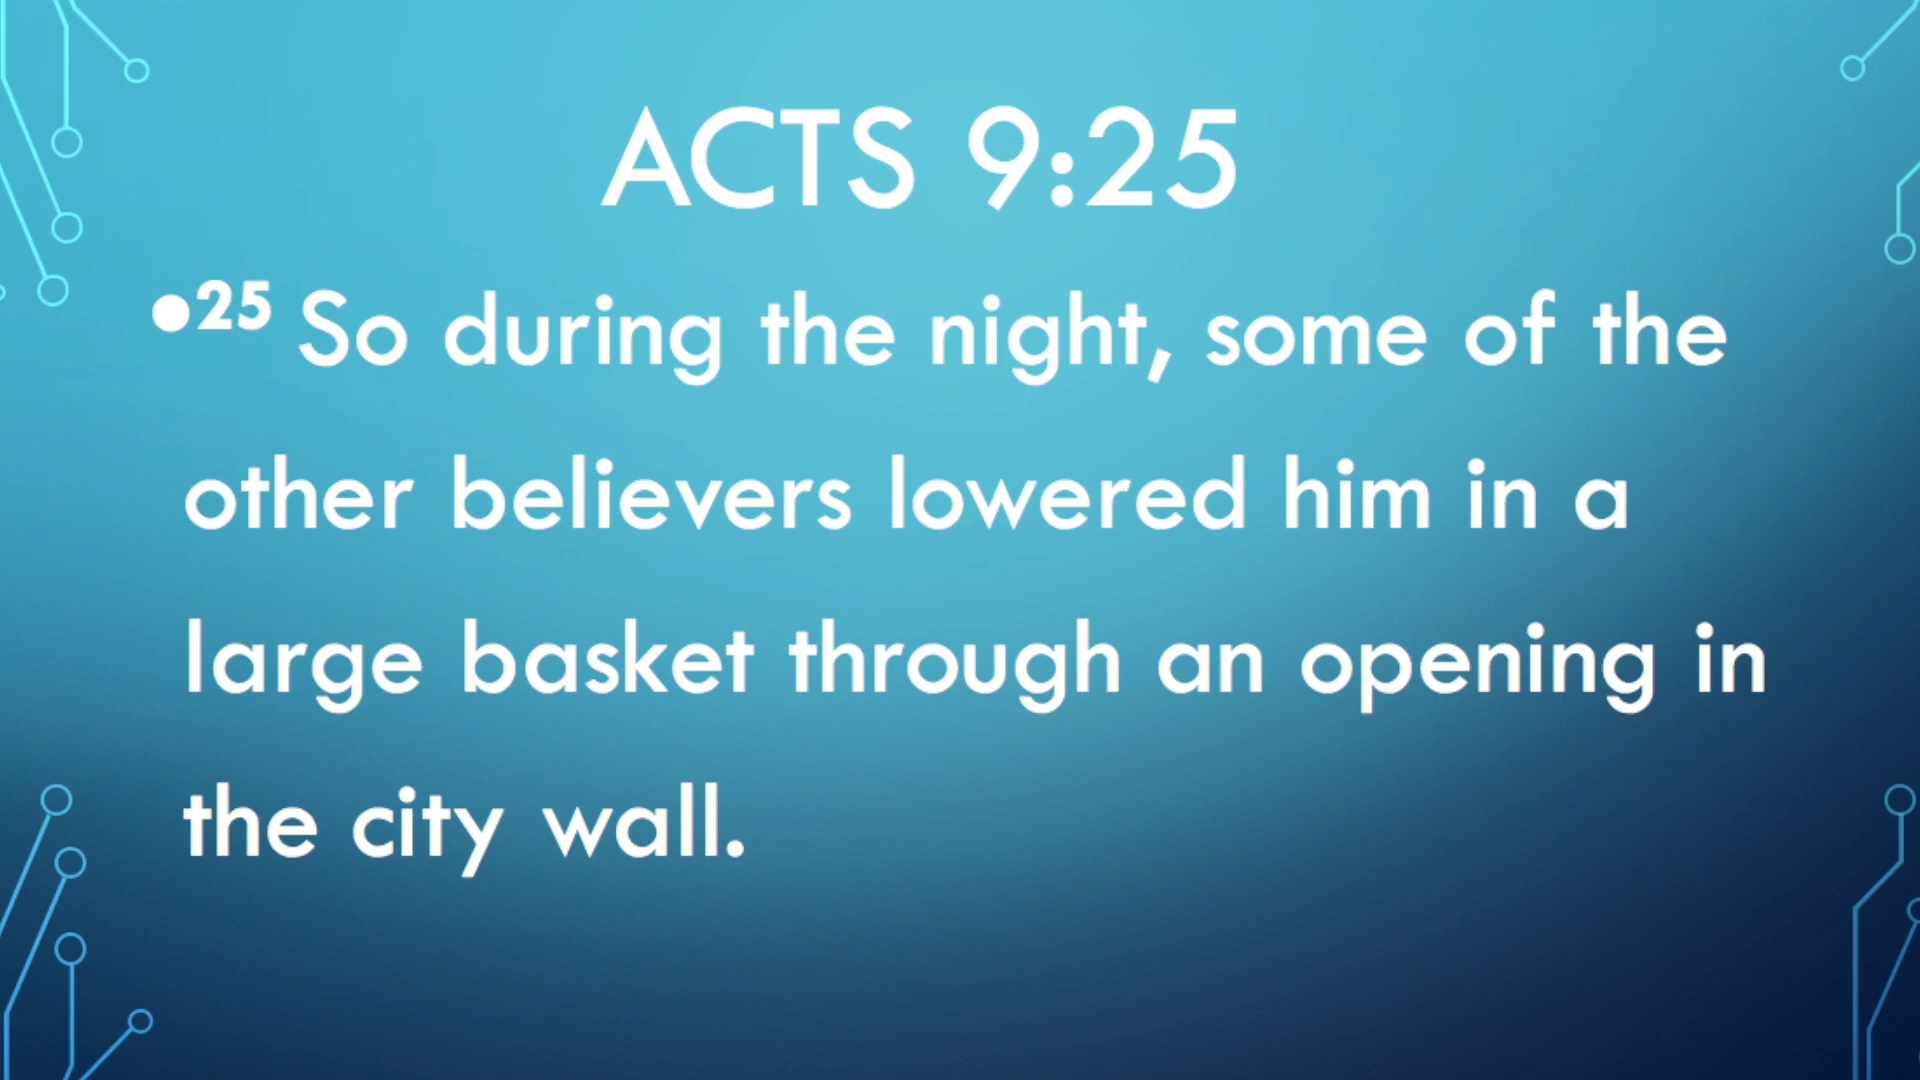 ACTS 9:25
•25 So during the night, some of the
other believers lowered him in a
large basket through an opening in
the city wall.